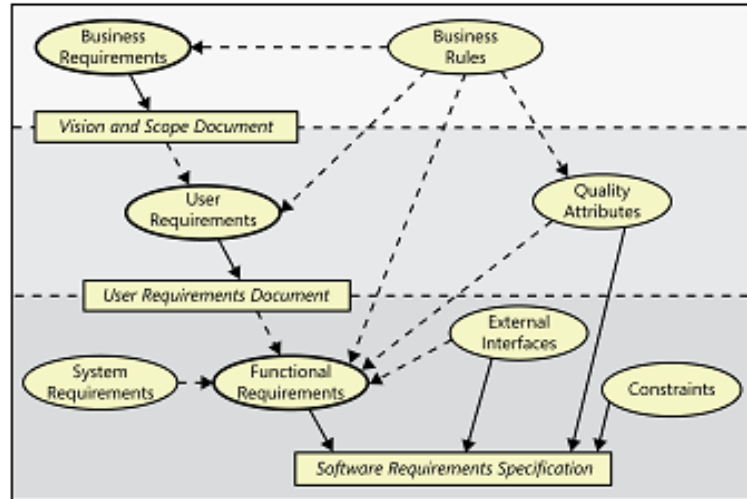 Business
Requirements
Business
Rules
Vision and Scope Document
User
Requirements
Quality
Attributes
User Requirements Document
External
Interfaces
System
Requirements
Functional
Requirements
Constraints
Software Requirements Specification